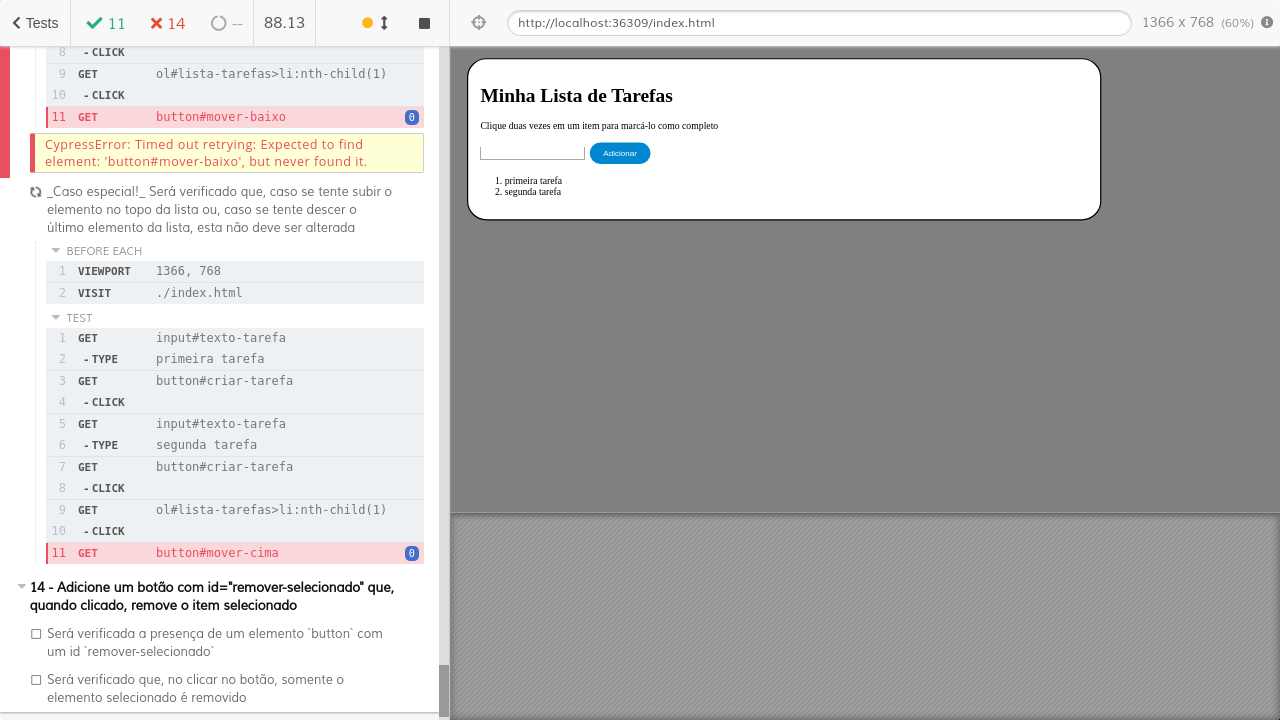 Tests
11
14
--
88.13
http://localhost:36309/index.html
1366 x 768 (60%)
8 -CLICK
9 GET ol#lista-tarefas>li:nth-child(1)
10 -CLICK
11 GET button#mover-baixo 0
CypressError: Timed out retrying: Expected to find
element: 'button#mover-baixo', but never found it.
_Caso especial!_ Será verificado que, caso se tente subir o
elemento no topo da lista ou, caso se tente descer o
último elemento da lista, esta não deve ser alterada
BEFORE EACH
1 VIEWPORT 1366, 768
2 VISIT ./index.html
TEST
1 GET input#texto-tarefa
2 -TYPE primeira tarefa
3 GET button#criar-tarefa
4 -CLICK
5 GET input#texto-tarefa
6 -TYPE segunda tarefa
7 GET button#criar-tarefa
8 -CLICK
9 GET ol#lista-tarefas>li:nth-child(1)
10 -CLICK
11 GET button#mover-cima 0
14 - Adicione um botão com id="remover-selecionado" que,
quando clicado, remove o item selecionado
Será verificada a presença de um elemento `button` com
um id `remover-selecionado`
Será verificado que, no clicar no botão, somente o
elemento selecionado é removido
Minha Lista de Tarefas
Clique duas vezes em um item para marcá-lo como completo
Adicionar
1. primeira tarefa
2. segunda tarefa